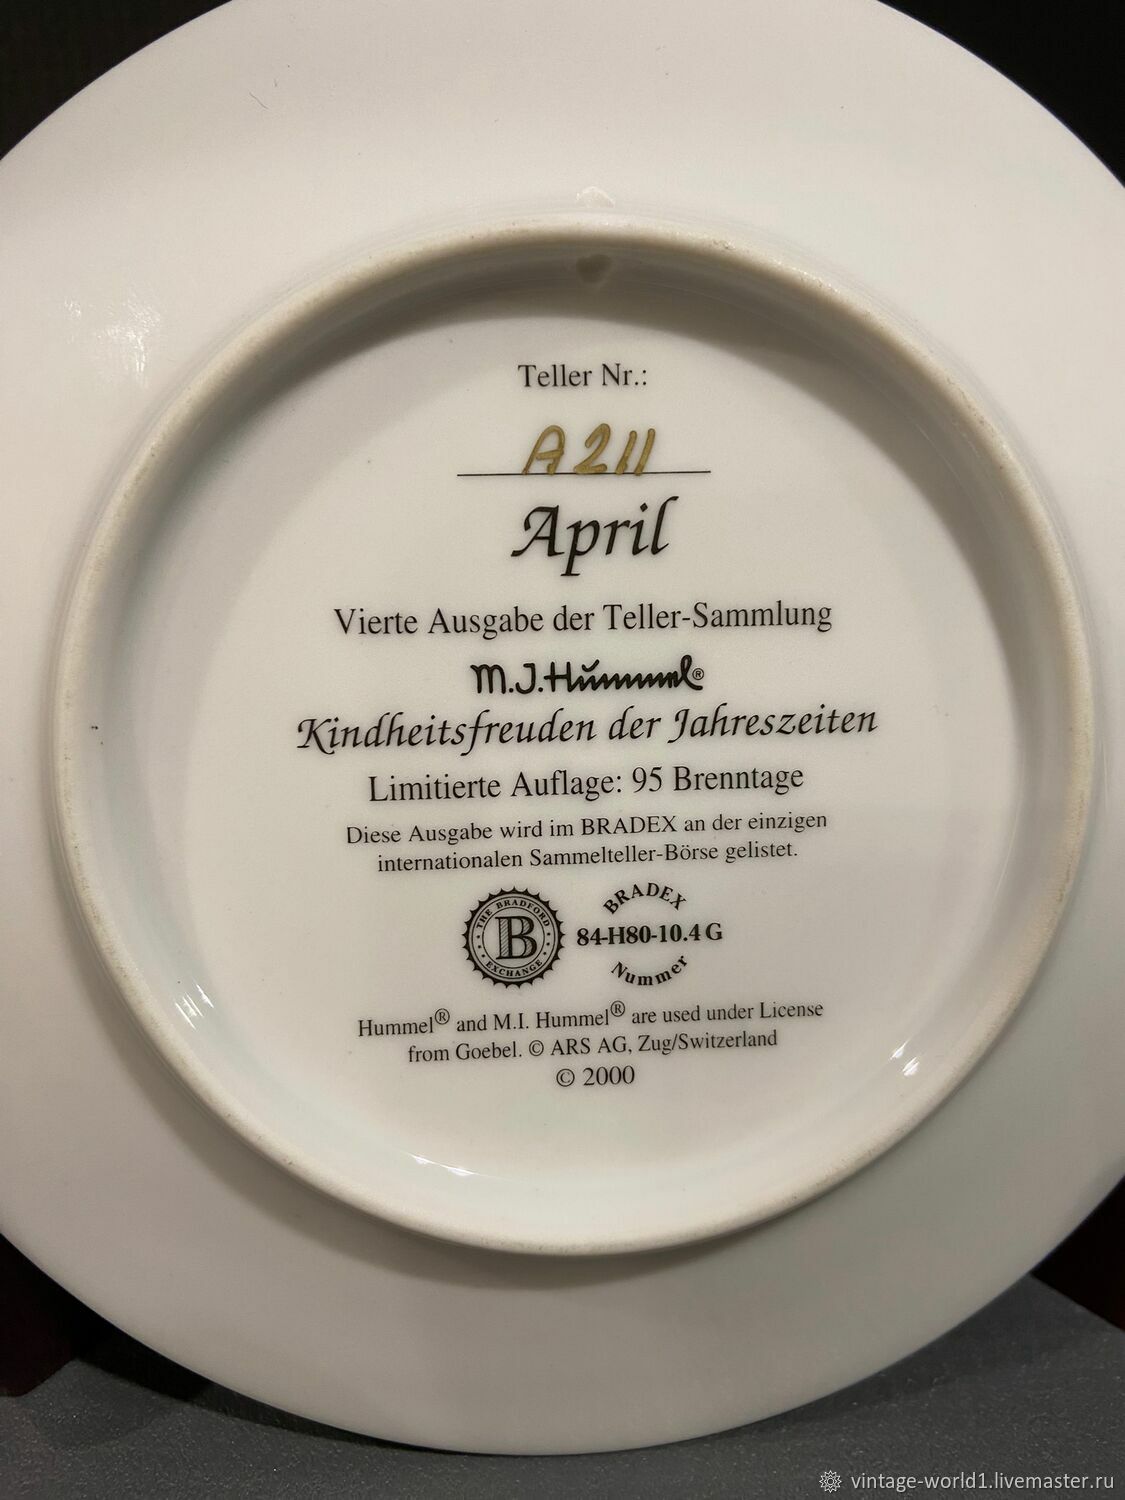 Teller Nr.:
A211
April
Vierte Ausgabe der Teller-Sammlung
M.J.Hummel®
Kindheitsfreuden der Jahreszeiten
Limitierte Auflage: 95 Brenntage
Diese Ausgabe wird im BRADEX an der einzigen
internationalen Sammelteller-Börse gelistet.
THE BRADFORD
B
EXCHANGE
BRADEX
84-H80-10.4 G
Nummer
Hummel® and M.I. Hummel® are used under License
from Goebel. © ARS AG, Zug/Switzerland
© 2000
vintage-world1.livemaster.ru